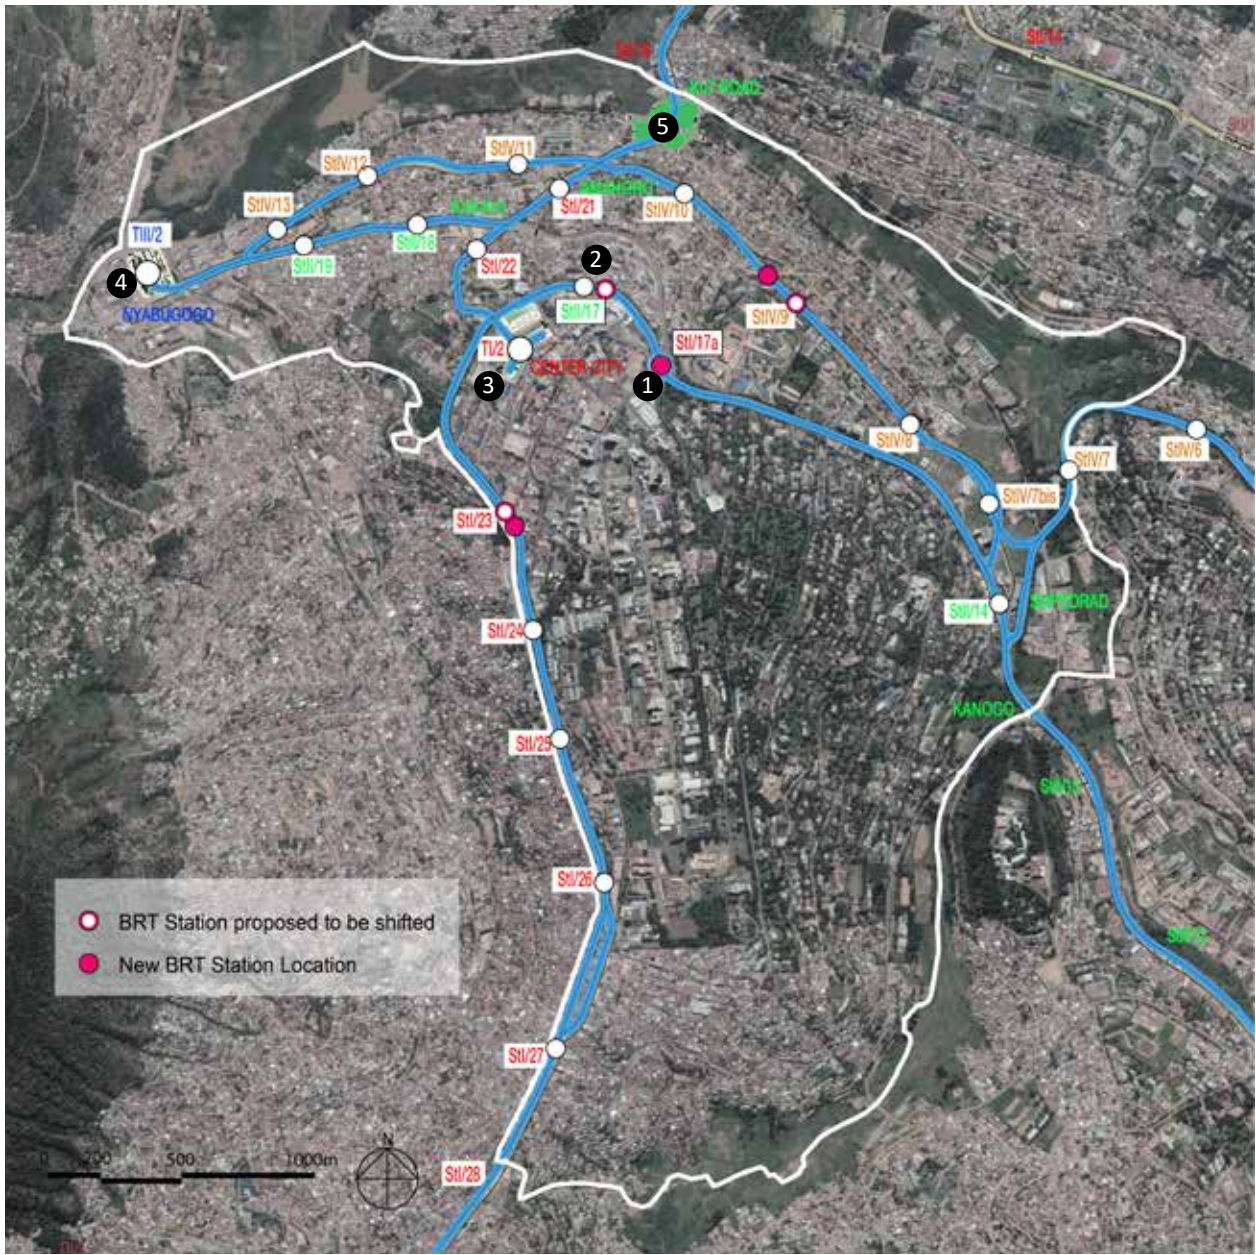 StI/14
KN7 ROAD
5
StIV/11
StIV/12
StI/21
StIV/10
StIV/13
StII/18
TIII/2
StII/19
StI/22
2
4
NYABUGOGO
StII/17
StIV/9
TI/2
CENTER CITY
StI/17a
3
1
StIV/8
StIV/6
StIV/7
StIV/7bis
StI/23
StII/14
StI/24
KANOGO
StI/25
StI/26
BRT Station proposed to be shifted
New BRT Station Location
StI/27
N
0 200 500 1000m
StI/28